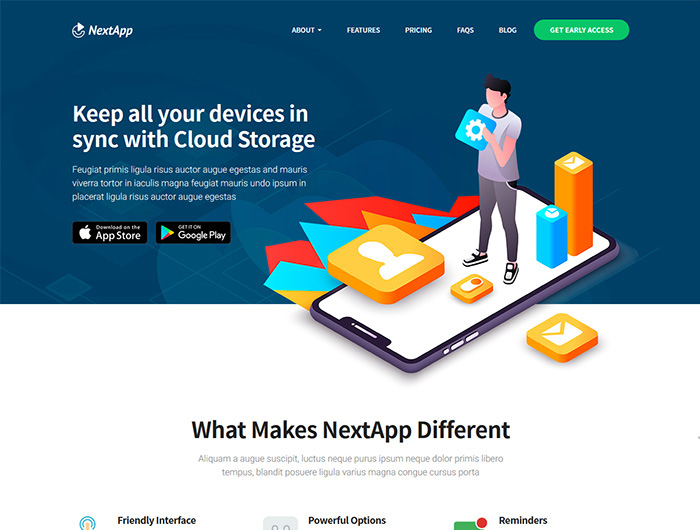 NextApp
ABOUT
FEATURES
PRICING
FAQS
BLOG
GET EARLY ACCESS
Keep all your devices in
sync with Cloud Storage
Feugiat primis ligula risus auctor augue egestas and mauris
viverra tortor in iaculis magna feugiat mauris undo ipsum in
placerat ligula risus auctor augue egestas
Download on the
App Store
GET IT ON
Google Play
What Makes NextApp Different
Aliquam a augue suscipit, luctus neque purus ipsum neque dolor primis libero
tempus, blandit posuere ligula varius magna congue cursus porta
Friendly Interface
Powerful Options
Reminders